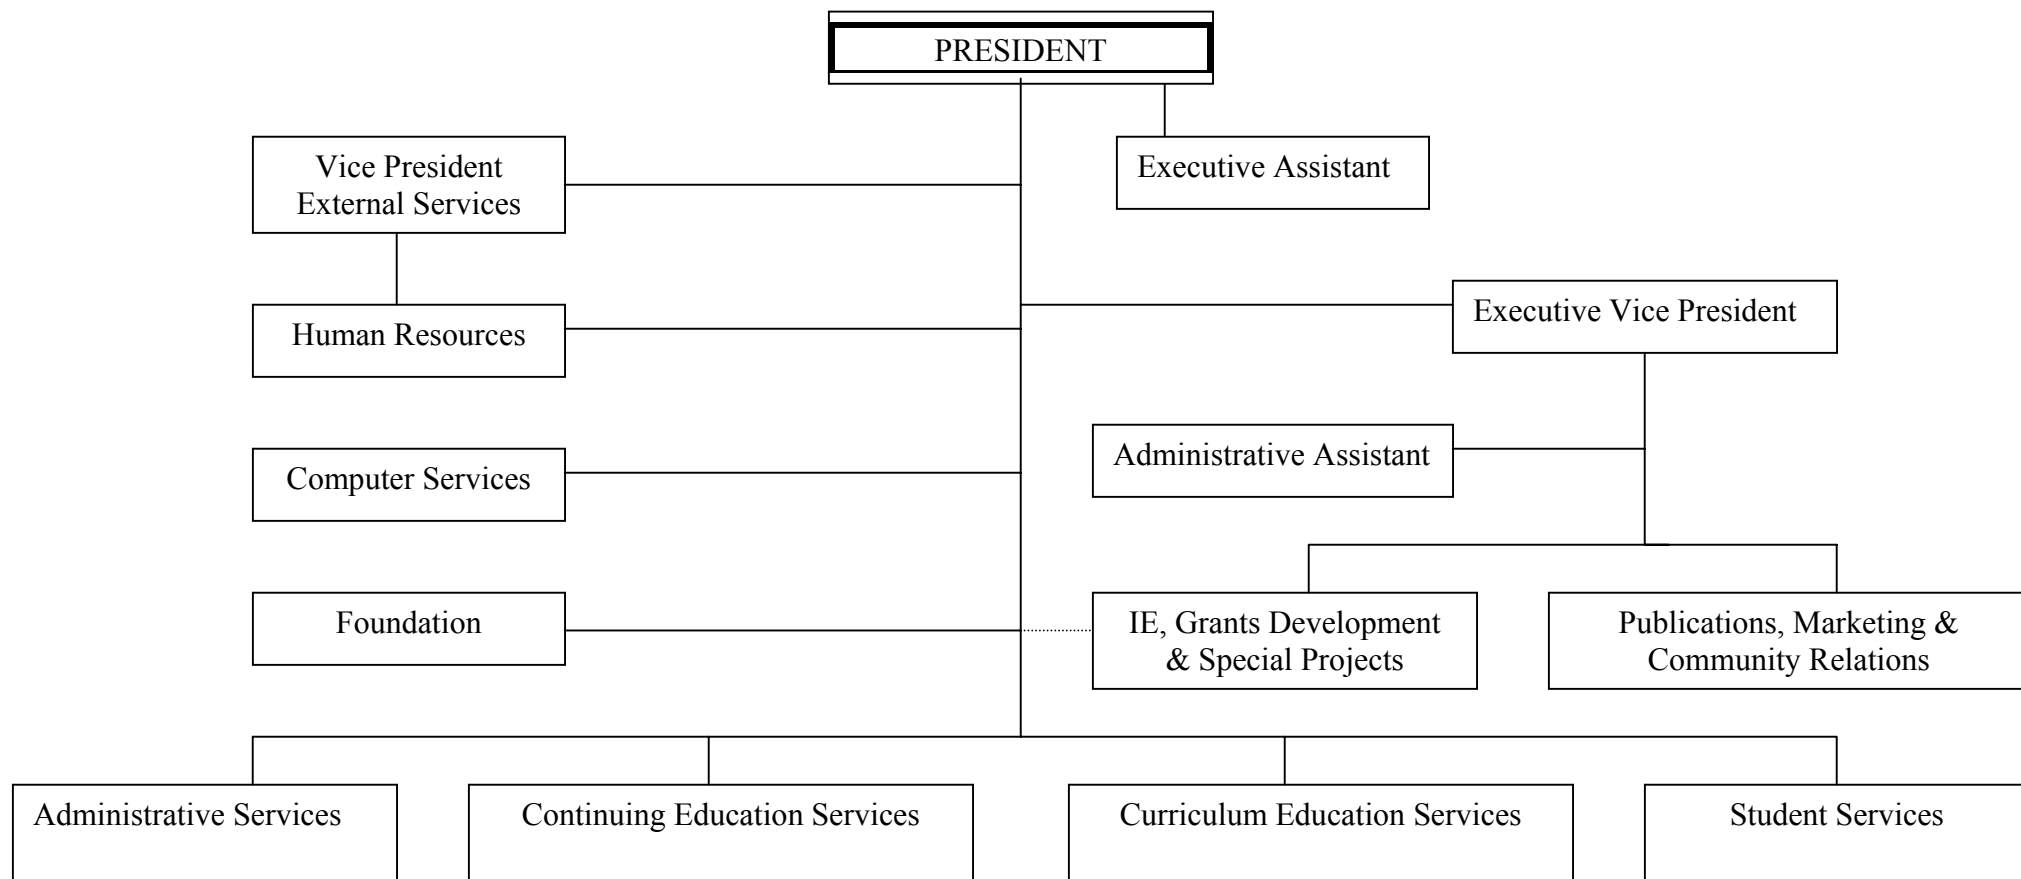 PRESIDENT
Vice President
External Services
Executive Assistant
Human Resources
Executive Vice President
Computer Services
Administrative Assistant
Foundation
IE, Grants Development
& Special Projects
Publications, Marketing &
Community Relations
Administrative Services
Continuing Education Services
Curriculum Education Services
Student Services